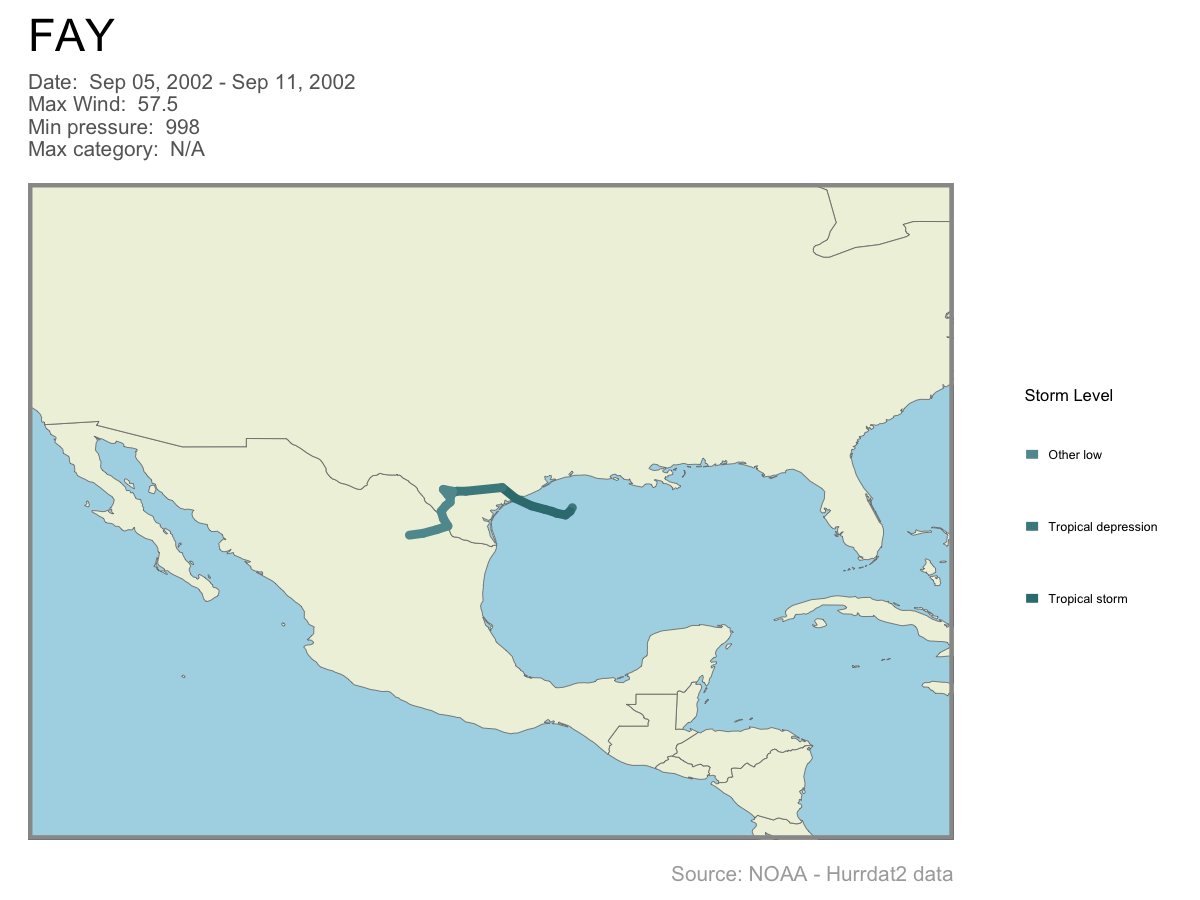 FAY
Date:  Sep 05, 2002 - Sep 11, 2002
Max Wind:  57.5
Min pressure:  998
Max category:  N/A
Storm Level
Other low
Tropical depression
Tropical storm
Source: NOAA - Hurrdat2 data